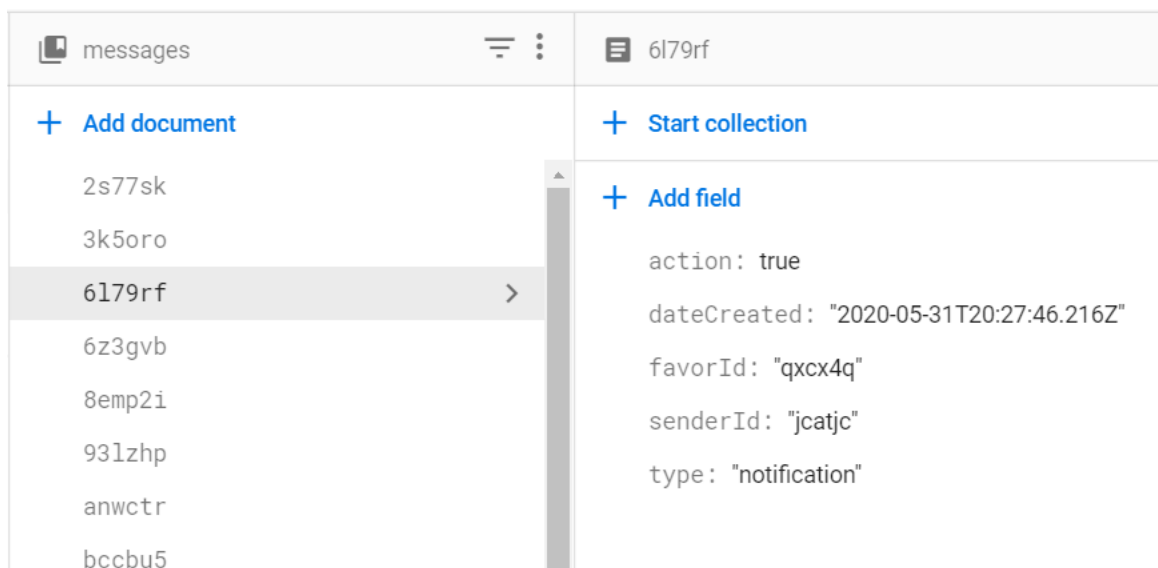 messages
Add document
2s77sk
3k5oro
6l79rf
6z3gvb
8emp2i
93lzhp
anwctr
bccbu5
6l79rf
Start collection
Add field
action: true
dateCreated: "2020-05-31T20:27:46.216Z"
favorId: "qxcx4q"
senderId: "jcatjc"
type: "notification"